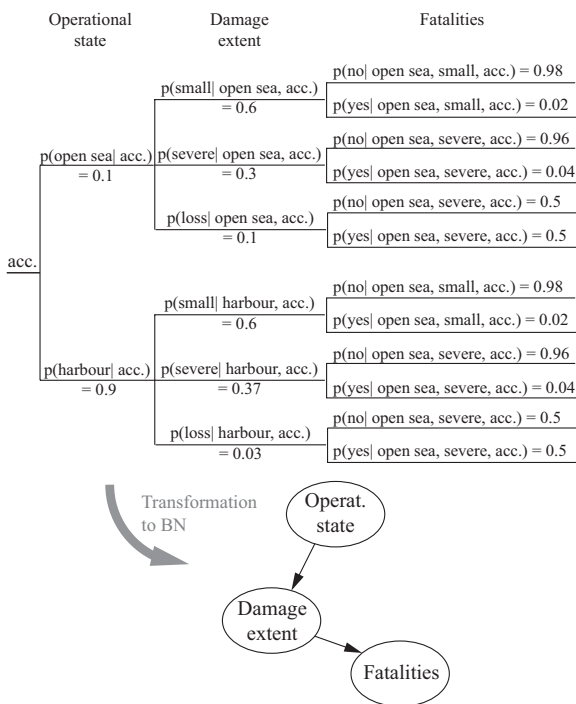 Operational
state
Damage
extent
Fatalities
p(small| open sea, acc.)
= 0.6
p(no| open sea, small, acc.) = 0.98
p(yes| open sea, small, acc.) = 0.02
p(open sea| acc.)
= 0.1
p(severe| open sea, acc.)
= 0.3
p(no| open sea, severe, acc.) = 0.96
p(yes| open sea, severe, acc.) = 0.04
p(loss| open sea, acc.)
= 0.1
p(no| open sea, severe, acc.) = 0.5
p(yes| open sea, severe, acc.) = 0.5
acc.
p(small| harbour, acc.)
= 0.6
p(no| open sea, small, acc.) = 0.98
p(yes| open sea, small, acc.) = 0.02
p(harbour| acc.)
= 0.9
p(severe| harbour, acc.)
= 0.37
p(no| open sea, severe, acc.) = 0.96
p(yes| open sea, severe, acc.) = 0.04
p(loss| harbour, acc.)
= 0.03
p(no| open sea, severe, acc.) = 0.5
p(yes| open sea, severe, acc.) = 0.5
Transformation
to BN
Operat.
state
Damage
extent
Fatalities